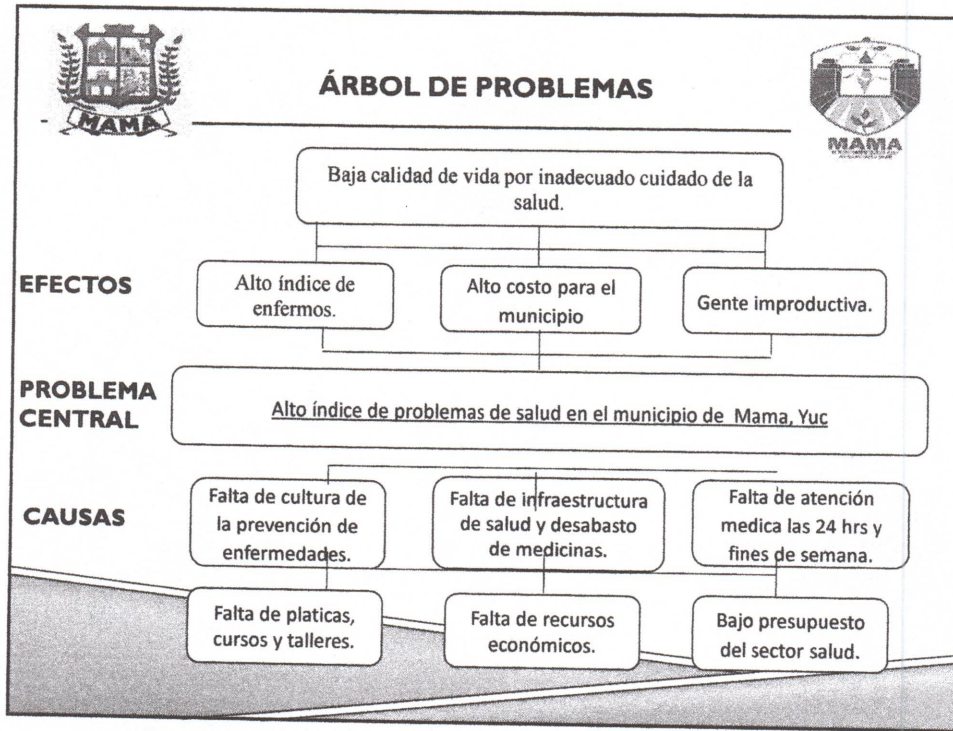 MAMA
ÁRBOL DE PROBLEMAS
MAMA
Baja calidad de vida por inadecuado cuidado de la
salud.
EFECTOS
Alto índice de
enfermos.
Alto costo para el
municipio
Gente improductiva.
PROBLEMA
CENTRAL
Alto índice de problemas de salud en el municipio de Mama, Yuc
CAUSAS
Falta de cultura de
la prevención de
enfermedades.
Falta de infraestructura
de salud y desabasto
de medicinas.
Falta de atención
medica las 24 hrs y
fines de semana.
Falta de platicas,
cursos y talleres.
Falta de recursos
económicos.
Bajo presupuesto
del sector salud.